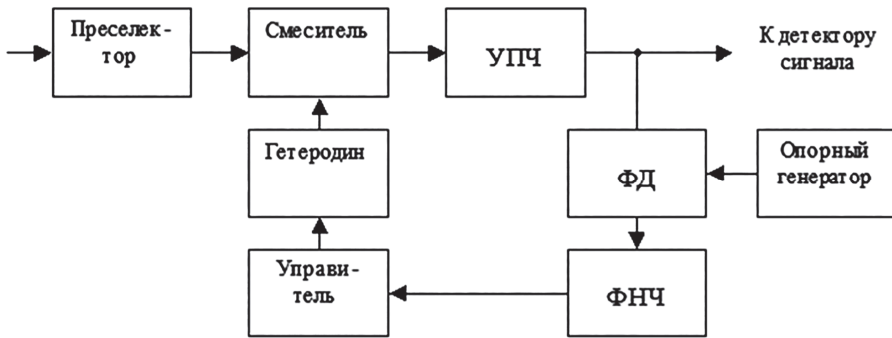 Преселек-
тор
Смеситель
УПЧ
К детектору
сигнала
Гетеродин
ФД
Опорный
генератор
Управи-
тель
ФНЧ